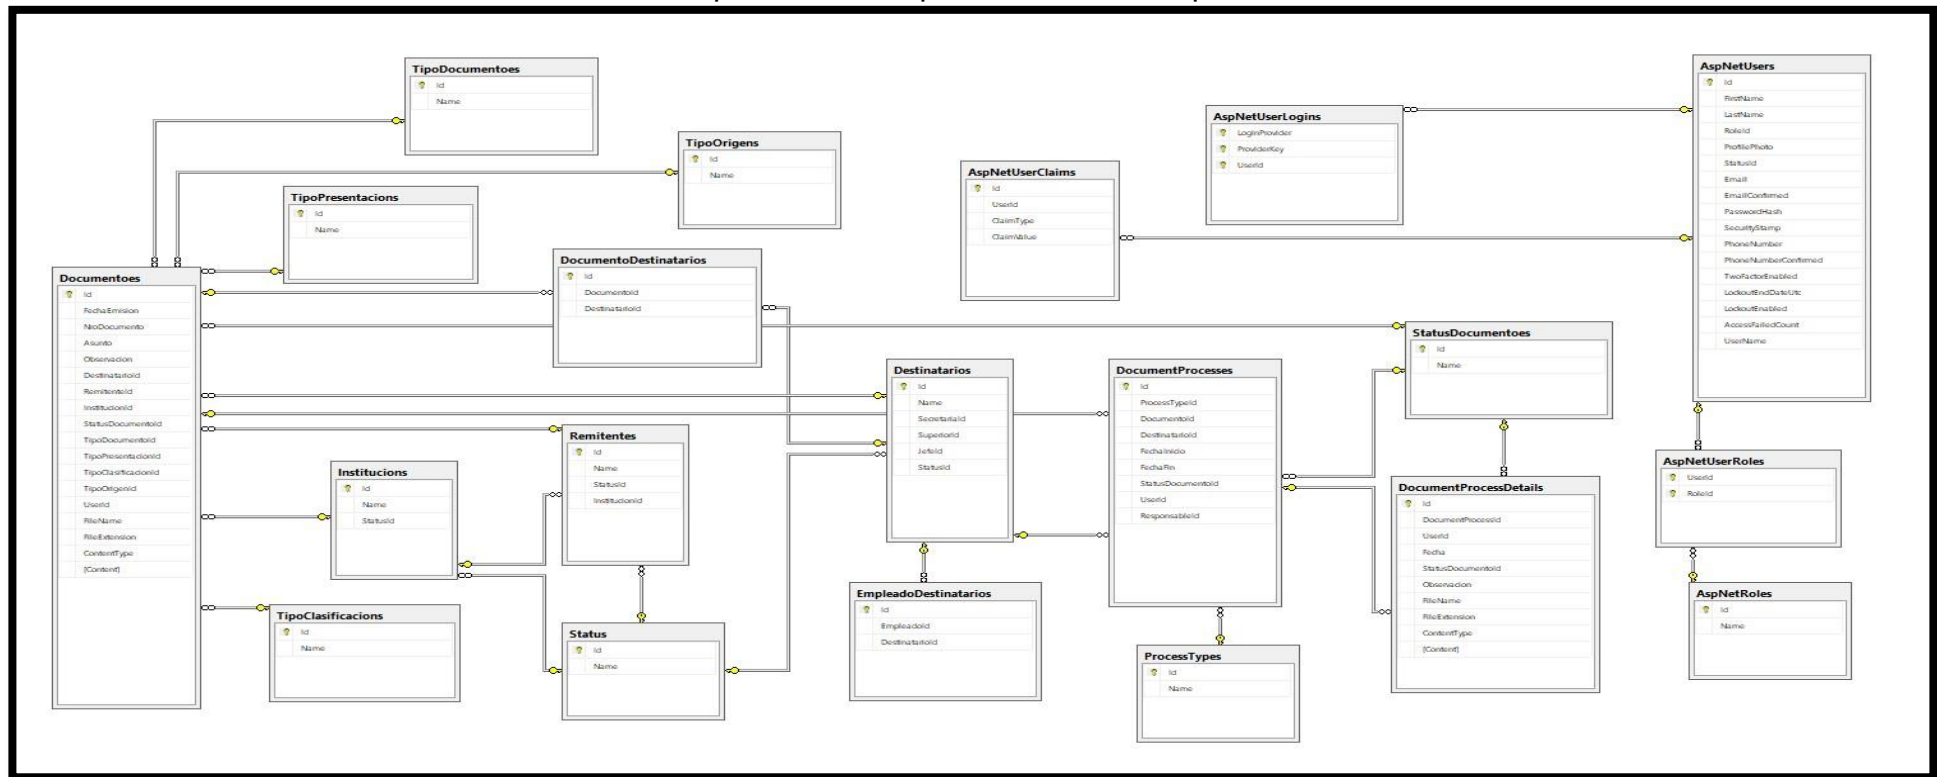 TipoDocumentoes
Id
Name
TipoOrigens
Id
Name
TipoPresentacions
Id
Name
Documentoes
Id
FechaEmision
NroDocumento
Asunto
Observacion
DestinatarioId
RemitenteId
InstitucionId
StatusDocumentoId
TipoDocumentoId
TipoPresentacionId
TipoClasificacionId
TipoOrigenId
UserId
FileName
FileExtension
ContentType
[Content]
DocumentoDestinatarios
Id
DocumentoId
DestinatarioId
Remitentes
Id
Name
StatusId
InstitucionId
Institucions
Id
Name
StatusId
TipoClasificacions
Id
Name
Status
Id
Name
Destinatarios
Id
Name
SecretariaId
SuperiorId
JefeId
StatusId
EmpleadoDestinatarios
Id
EmpleadoId
DestinatarioId
AspNetUserClaims
Id
UserId
ClaimType
ClaimValue
AspNetUserLogins
LoginProvider
ProviderKey
UserId
DocumentProcesses
Id
ProcessTypeId
DocumentoId
DestinatarioId
FechaInicio
FechaFin
StatusDocumentoId
UserId
ResponsableId
ProcessTypes
Id
Name
StatusDocumentoes
Id
Name
DocumentProcessDetails
Id
DocumentProcessId
UserId
Fecha
StatusDocumentoId
Observacion
FileName
FileExtension
ContentType
[Content]
AspNetUsers
Id
FirstName
LastName
RoleId
ProfilePhoto
StatusId
Email
EmailConfirmed
PasswordHash
SecurityStamp
PhoneNumber
PhoneNumberConfirmed
TwoFactorEnabled
LockoutEndDateUtc
LockoutEnabled
AccessFailedCount
UserName
AspNetUserRoles
UserId
RoleId
AspNetRoles
Id
Name